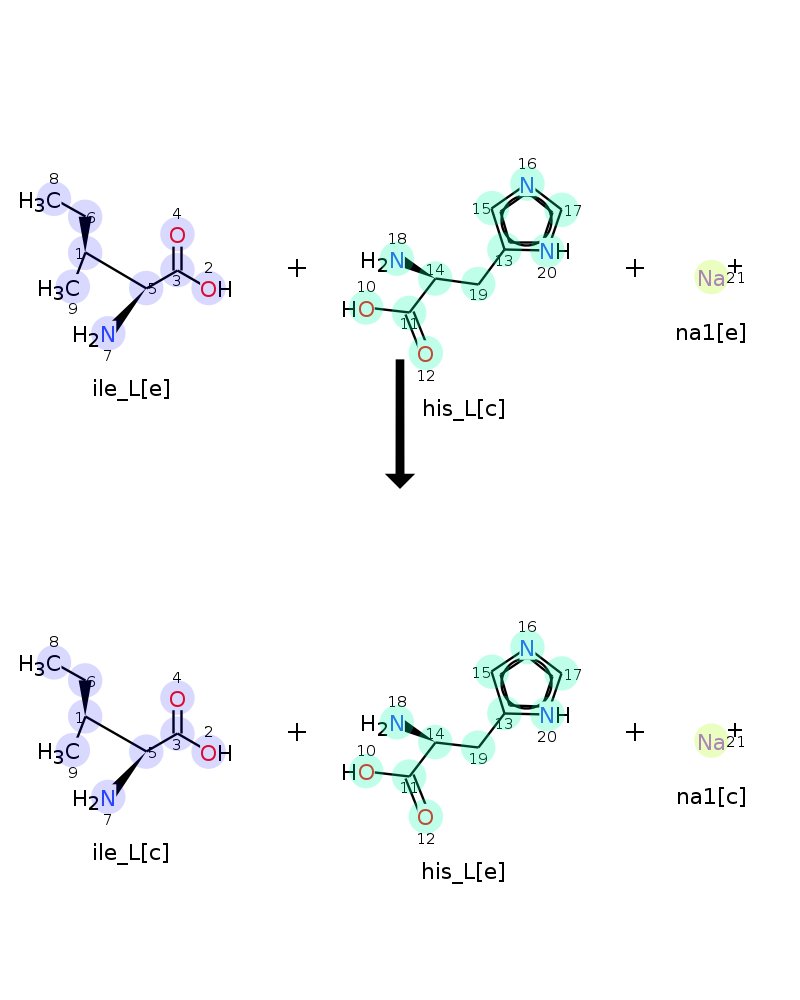 8
H₃C
6
1
H₃C
9
5
H₂N
7
4
O
3
2
OH
ile_L[e]
+
16
N
15
17
NH
20
13
18
H₂N
14
19
10
HO
11
O
12
his_L[c]
+
Na⁺
21
na1[e]
8
H₃C
6
1
H₃C
9
5
H₂N
7
4
O
3
2
OH
ile_L[c]
+
16
N
15
17
NH
20
13
18
H₂N
14
19
10
HO
11
O
12
his_L[e]
+
Na⁺
21
na1[c]